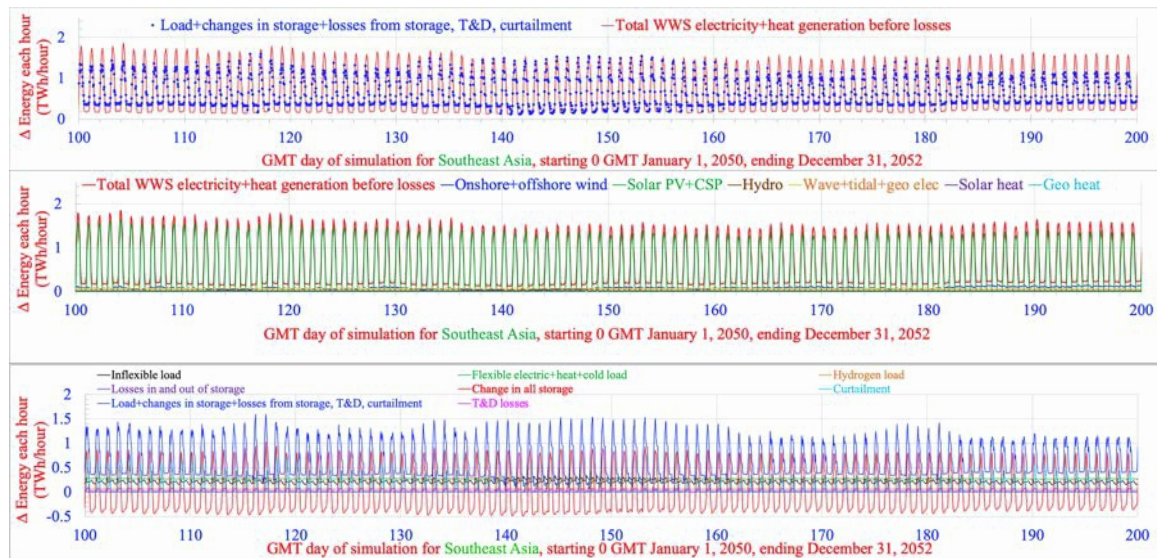 Load+changes in storage+losses from storage, T&D, curtailment Total WWS electricity+heat generation before losses
Δ Energy each hour
(TWh/hour)
2
1
0
100 110 120 130 140 150 160 170 180 190 200
GMT day of simulation for Southeast Asia, starting 0 GMT January 1, 2050, ending December 31, 2052
Total WWS electricity+heat generation before losses Onshore+offshore wind Solar PV+CSP Hydro Wave+tidal+geo elec Solar heat Geo heat
Δ Energy each hour
(TWh/hour)
2
1
0
100 110 120 130 140 150 160 170 180 190 200
GMT day of simulation for Southeast Asia, starting 0 GMT January 1, 2050, ending December 31, 2052
Inflexible load Flexible electric+heat+cold load Hydrogen load
Losses in and out of storage Change in all storage Curtailment
Load+changes in storage+losses from storage, T&D, curtailment T&D losses
Δ Energy each hour
(TWh/hour)
2
1.5
1
0.5
0
-0.5
100 110 120 130 140 150 160 170 180 190 200
GMT day of simulation for Southeast Asia, starting 0 GMT January 1, 2050, ending December 31, 2052